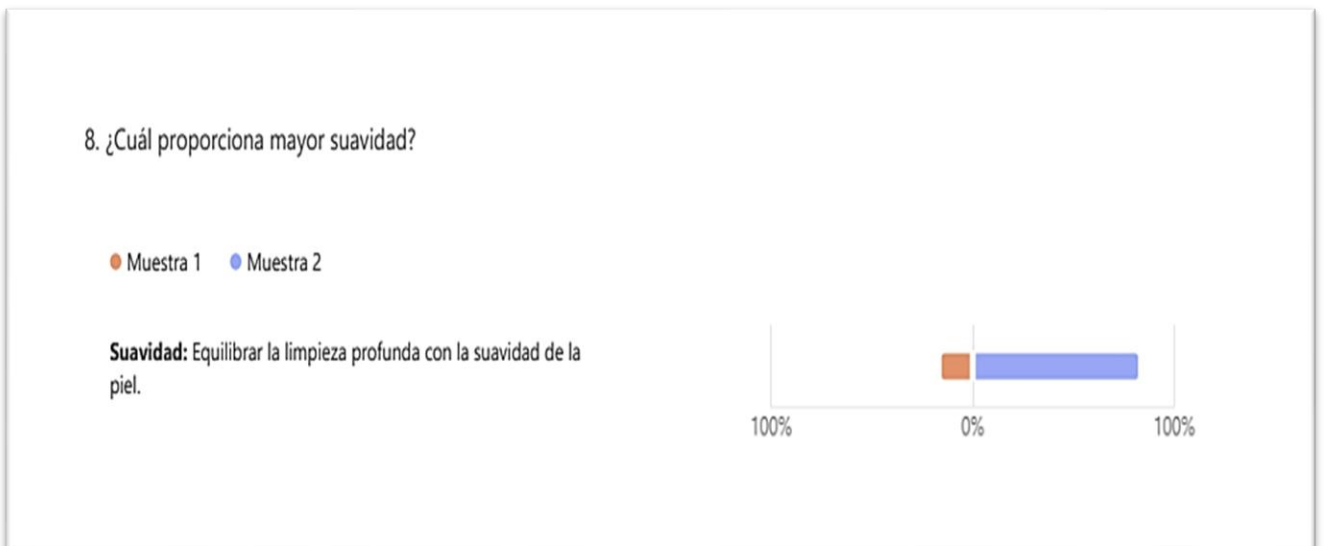 8. ¿Cuál proporciona mayor suavidad?
Muestra 1 Muestra 2
Suavidad: Equilibrar la limpieza profunda con la suavidad de la
piel.
100% 0% 100%